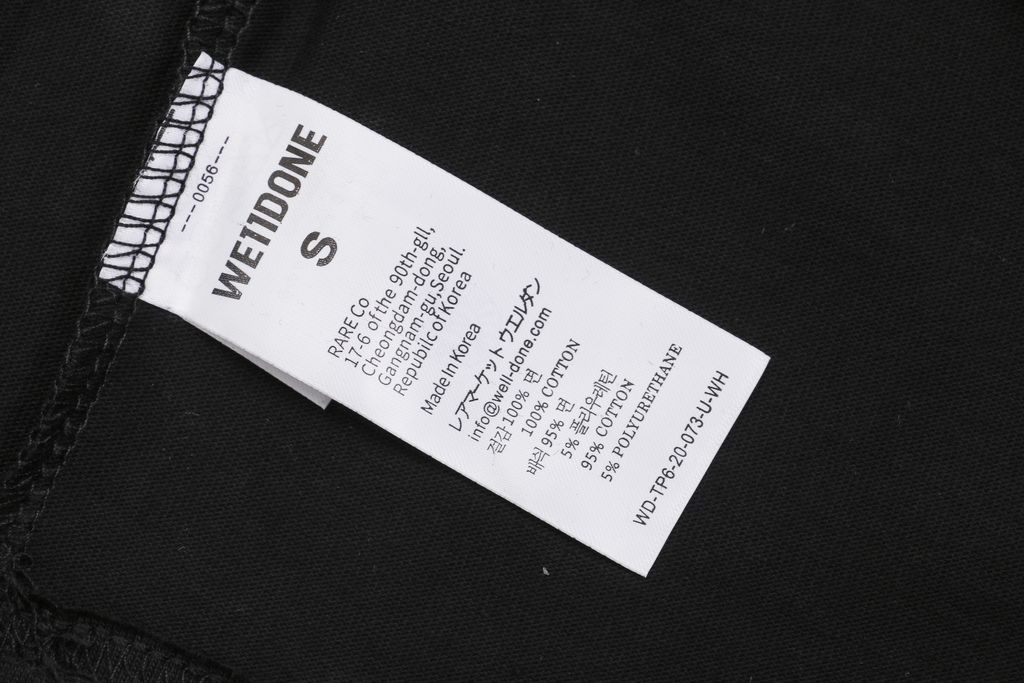 ---0056---
WE11DONE
S
RARE Co
17-6 of the 90th-gil,
Cheongdam-dong,
Gangnam-gu,Seoul.
Republic of Korea
Made In Korea
レアマーケットウエルダン
info@well-done.com
겉감 100% 면
100% COTTON
배식 95% 면
5% 폴리우레틴
95% COTTON
5% POLYURETHANE
WD-TP6-20-073-U-WH